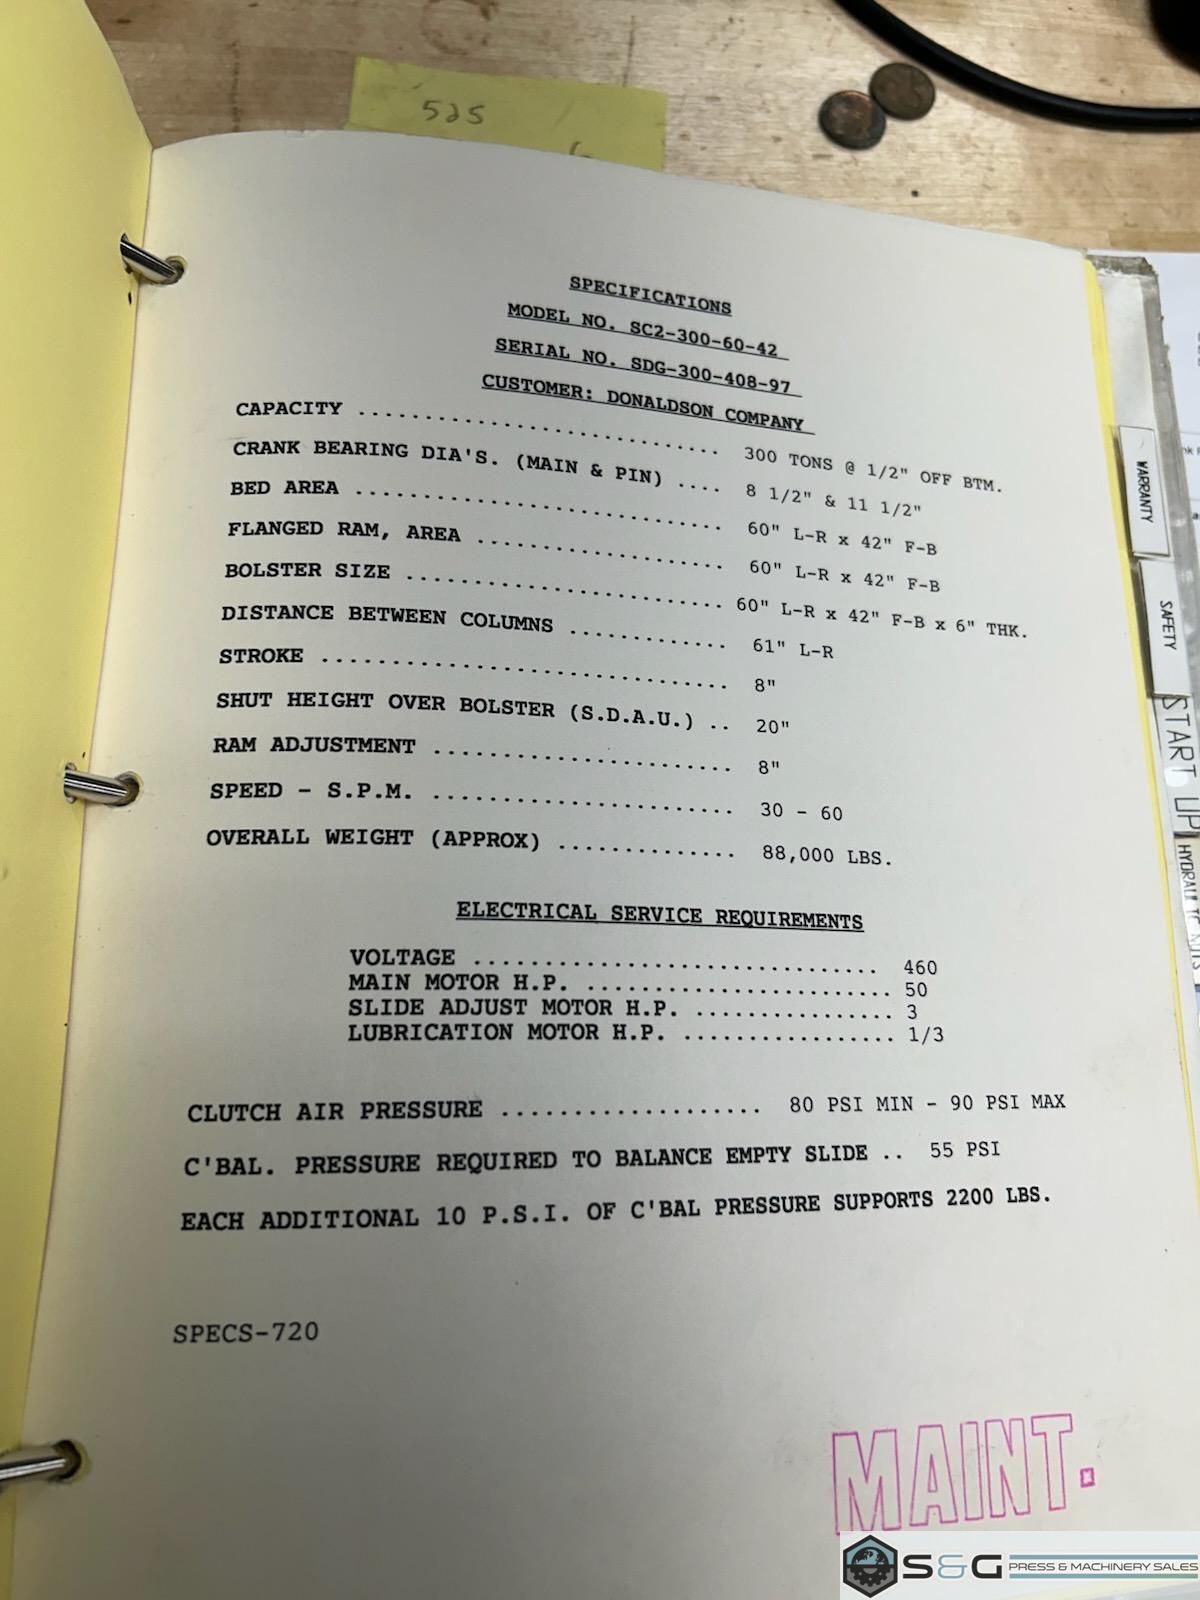 525
SPECIFICATIONS
MODEL NO. SC2-300-60-42
SERIAL NO. SDG-300-408-97
CUSTOMER: DONALDSON COMPANY
CAPACITY .............................. 300 TONS @ 1/2" OFF BTM.
CRANK BEARING DIA'S. (MAIN & PIN) .... 8 1/2" & 11 1/2"
BED AREA .............................. 60" L-R x 42" F-B
FLANGED RAM, AREA ..................... 60" L-R x 42" F-B
BOLSTER SIZE ........................... 60" L-R x 42" F-B x 6" THK.
DISTANCE BETWEEN COLUMNS ............. 61" L-R
STROKE ................................. 8"
SHUT HEIGHT OVER BOLSTER (S.D.A.U.) .. 20"
RAM ADJUSTMENT ........................ 8"
SPEED - S.P.M. ........................ 30 - 60
OVERALL WEIGHT (APPROX) .............. 88,000 LBS.
ELECTRICAL SERVICE REQUIREMENTS
VOLTAGE ................................ 460
MAIN MOTOR H.P. ........................ 50
SLIDE ADJUST MOTOR H.P. ................ 3
LUBRICATION MOTOR H.P. ................. 1/3
CLUTCH AIR PRESSURE ................... 80 PSI MIN - 90 PSI MAX
C'BAL. PRESSURE REQUIRED TO BALANCE EMPTY SLIDE .. 55 PSI
EACH ADDITIONAL 10 P.S.I. OF C'BAL PRESSURE SUPPORTS 2200 LBS.
SPECS-720
MAINT.
WARRANTY
SAFETY
START UP
HYDRAULIC NUTS
S&G PRESS & MACHINERY SALES